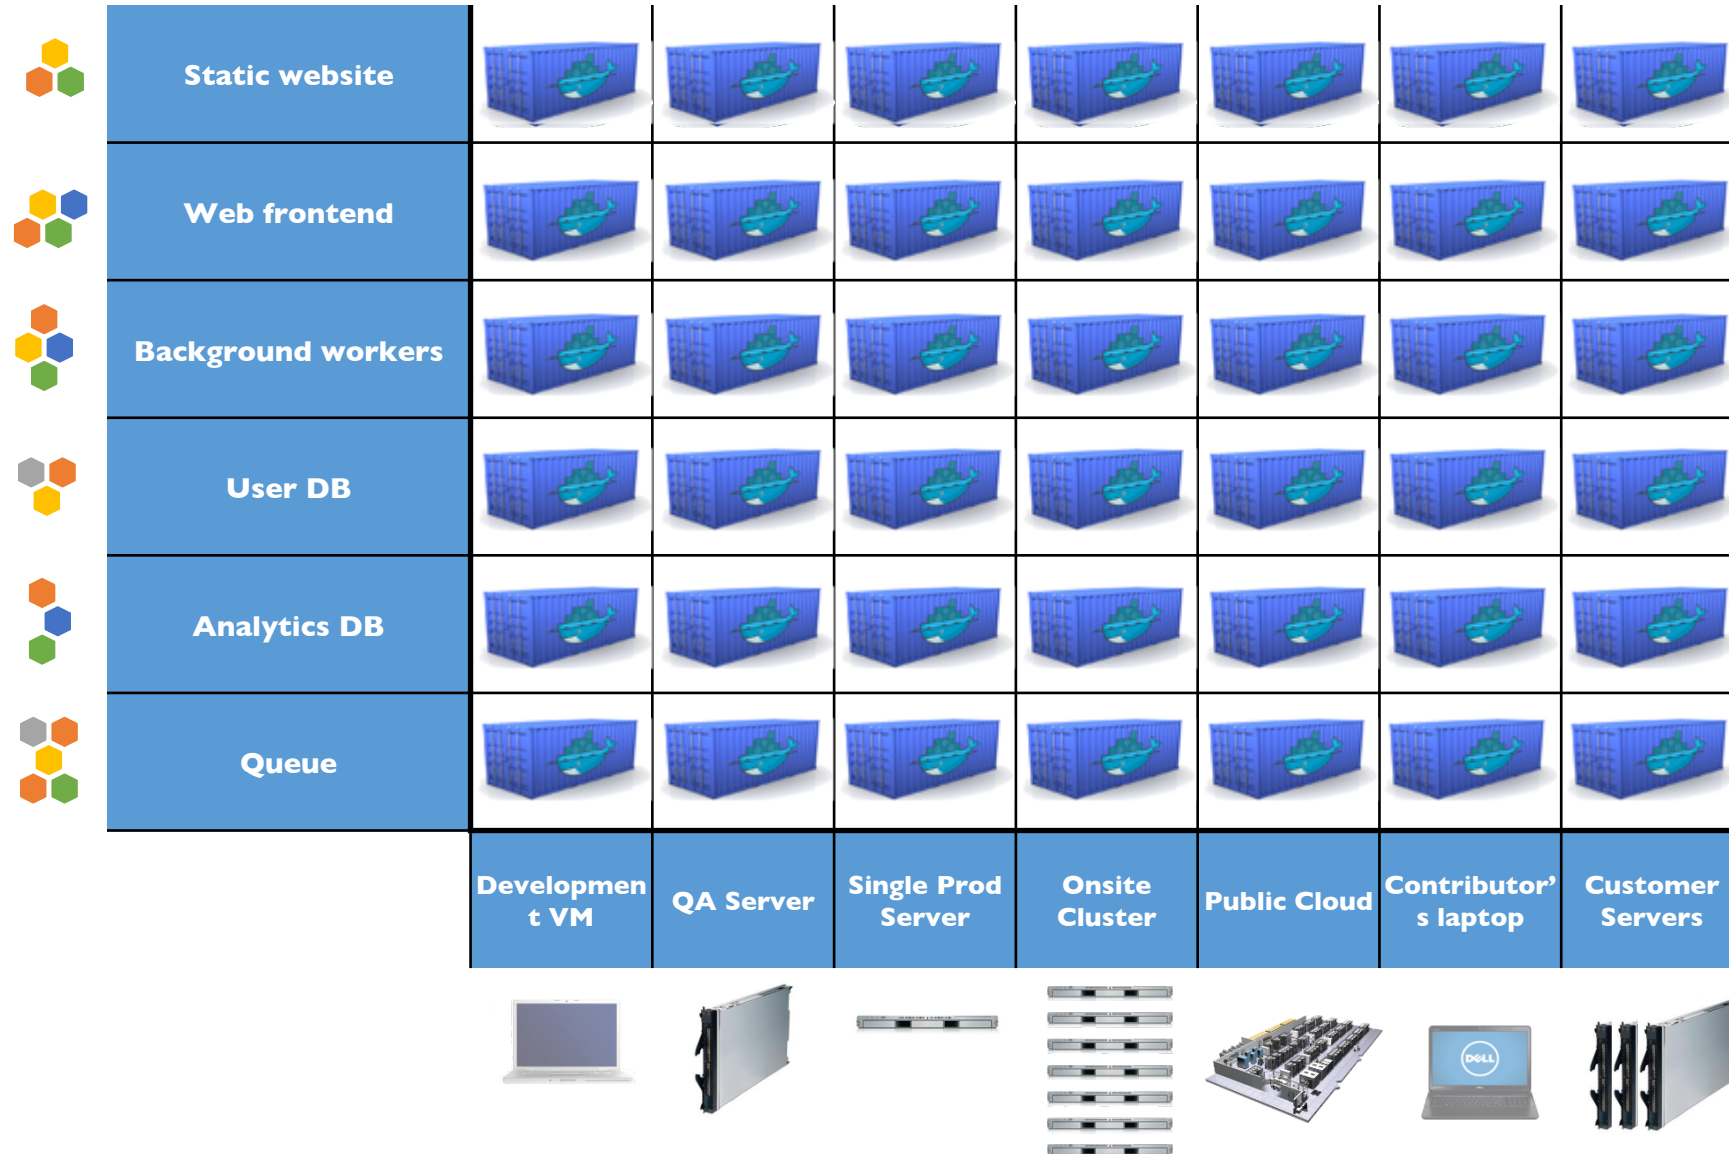 Static website
Web frontend
Background workers
User DB
Analytics DB
Queue
Developmen
t VM
QA Server
Single Prod
Server
Onsite
Cluster
Public Cloud
Contributor’
s laptop
Customer
Servers
DELL